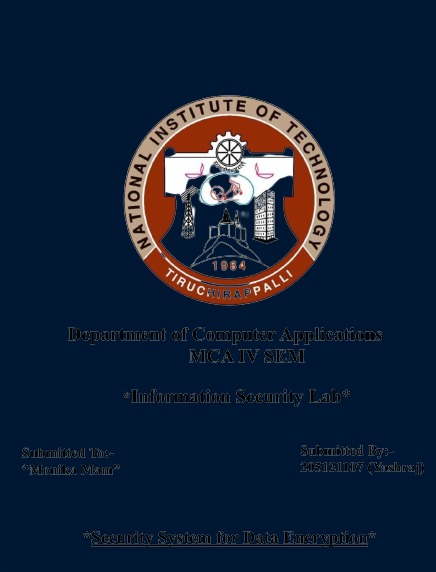 NATIONAL INSTITUTE OF TECHNOLOGY
1964
TIRUCHIRAPPALLI
Department of Computer Applications
MCA IV SEM
*Information Security Lab*
Submitted To:-
"Monika Mam"
Submitted By:-
205121107 (Yashraj)
*Security System for Data Encryption*